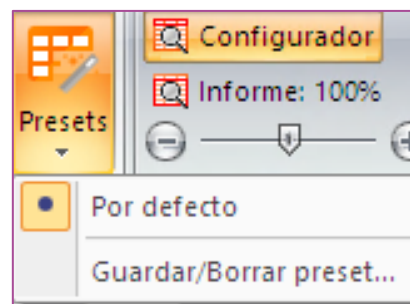 Configurador
Informe: 100%
Presets
Por defecto
Guardar/Borrar preset...